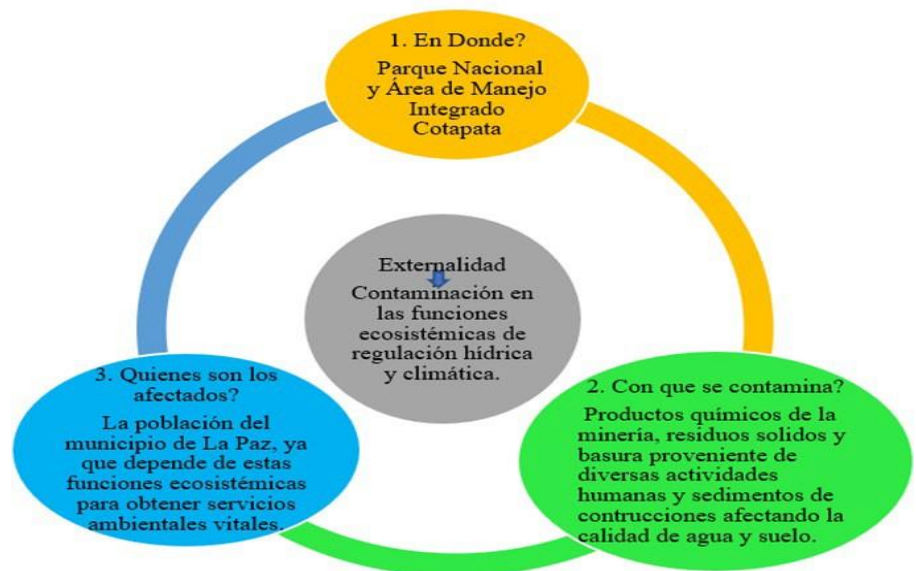 1. En Donde?
Parque Nacional
y Área de Manejo
Integrado
Cotapata
Externalidad
Contaminación en
las funciones
ecosistémicas de
regulación hídrica
y climática.
3. Quienes son los
afectados?
La población del
municipio de La Paz, ya
que depende de estas
funciones ecosistémicas
para obtener servicios
ambientales vitales.
2. Con que se contamina?
Productos químicos de la
minería, residuos solidos y
basura proveniente de
diversas actividades
humanas y sedimentos de
contrucciones afectando la
calidad de agua y suelo.